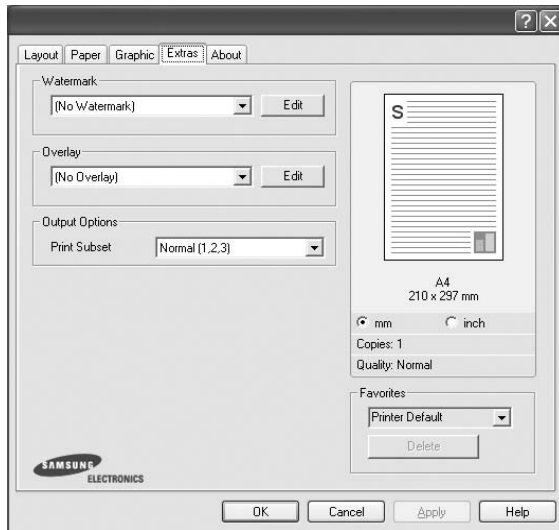 Layout Paper Graphic Extras About
Watermark
(No Watermark) Edit
Overlay
(No Overlay) Edit
Output Options
Print Subset Normal (1,2,3)
S
A4
210 x 297 mm
mm inch
Copies: 1
Quality: Normal
Favorites
Printer Default
Delete
SAMSUNG
ELECTRONICS
OK Cancel Apply Help